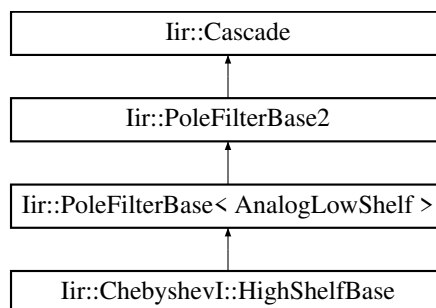 Iir::Cascade
Iir::PoleFilterBase2
Iir::PoleFilterBase< AnalogLowShelf >
Iir::ChebyshevI::HighShelfBase